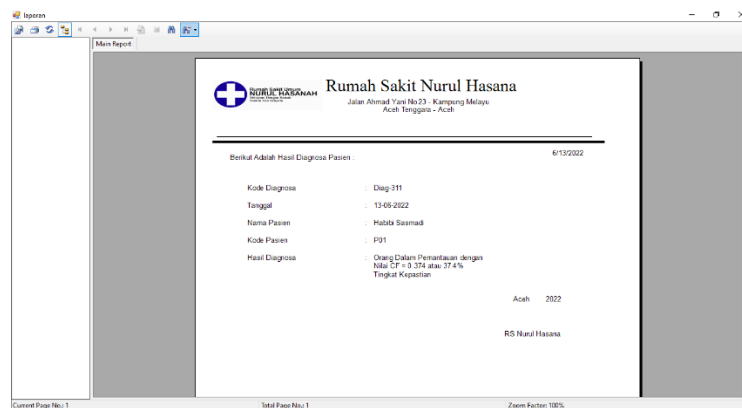 laporan
Main Report
Rumah Sakit Umum
NURUL HASANAH
Rumah Sakit Nurul Hasana
Jalan Ahmad Yani No 23 - Kampung Melayu
Aceh Tenggara - Aceh
6/13/2022
Berikut Adalah Hasil Diagnosa Pasien :
Kode Diagnosa : Diag-311
Tanggal : 13-06-2022
Nama Pasien : Habibi Sasmadi
Kode Pasien : P01
Hasil Diagnosa : Orang Dalam Pemantauan dengan
Nilai CF = 0.374 atau 37.4%
Tingkat Kepastian
Aceh 2022
RS Nurul Hasana
Current Page No.: 1 Total Page No.: 1 Zoom Factor: 100%